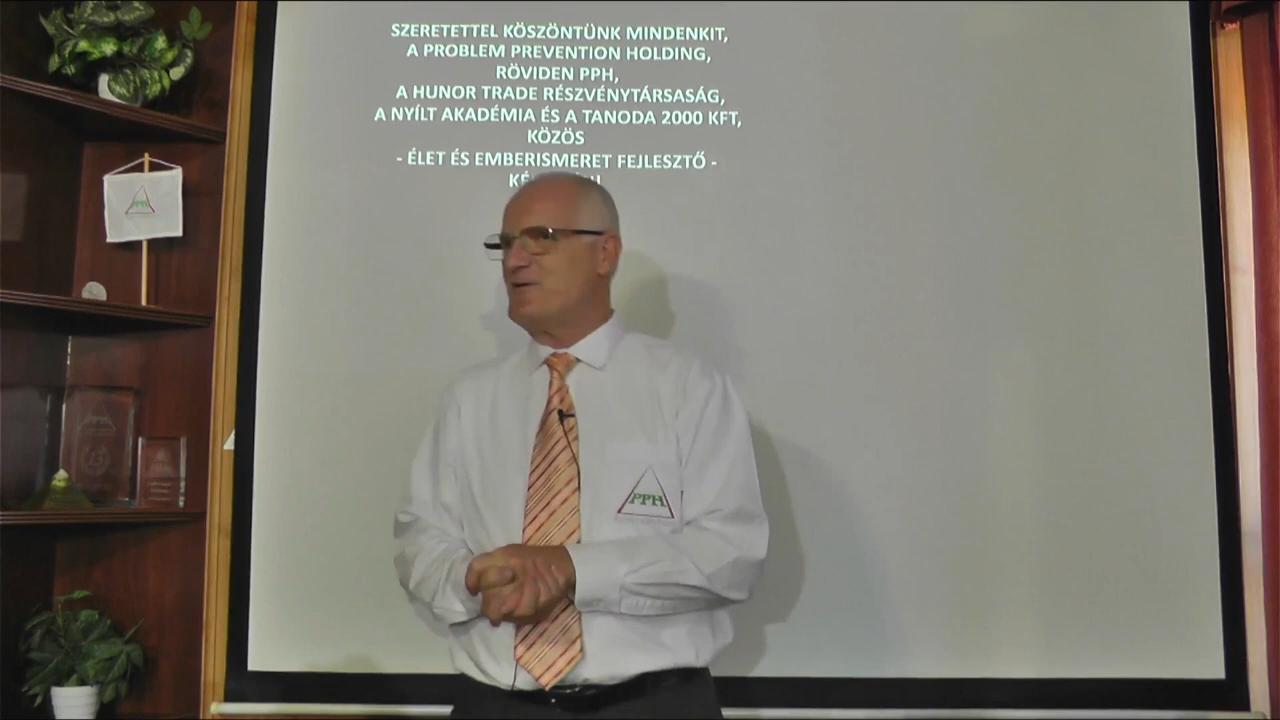 SZERETETTEL KÖSZÖNTÜNK MINDENKIT,
A PROBLEM PREVENTION HOLDING,
RÖVIDEN PPH,
A HUNOR TRADE RÉSZVÉNYTÁRSASÁG,
A NYÍLT AKADÉMIA ÉS A TANODA 2000 KFT,
KÖZÖS
- ÉLET ÉS EMBERISMERET FEJLESZTŐ -
PPH
PPH
PPH